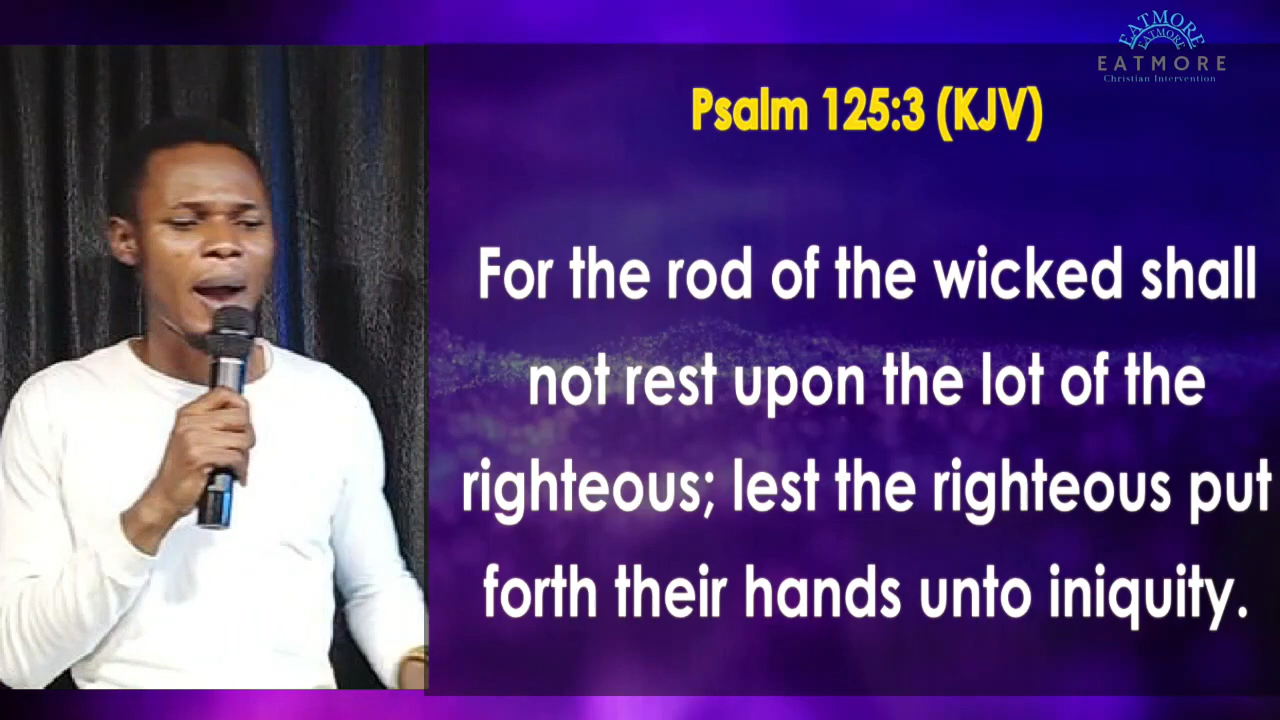 EATMORE
EATMORE
EATMORE
Christian Intervention
Psalm 125:3 (KJV)
For the rod of the wicked shall
not rest upon the lot of the
righteous; lest the righteous put
forth their hands unto iniquity.